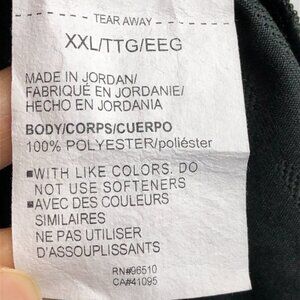 TEAR AWAY
XXL/TTG/EEG
MADE IN JORDAN/
FABRIQUÉ EN JORDANIE/
HECHO EN JORDANIA
BODY/CORPS/CUERPO
100% POLYESTER/poliéster
■WITH LIKE COLORS. DO
NOT USE SOFTENERS
■AVEC DES COULEURS
SIMILAIRES
NE PAS UTILISER
D'ASSOUPLISSANTS
RN#96510
CA#41095